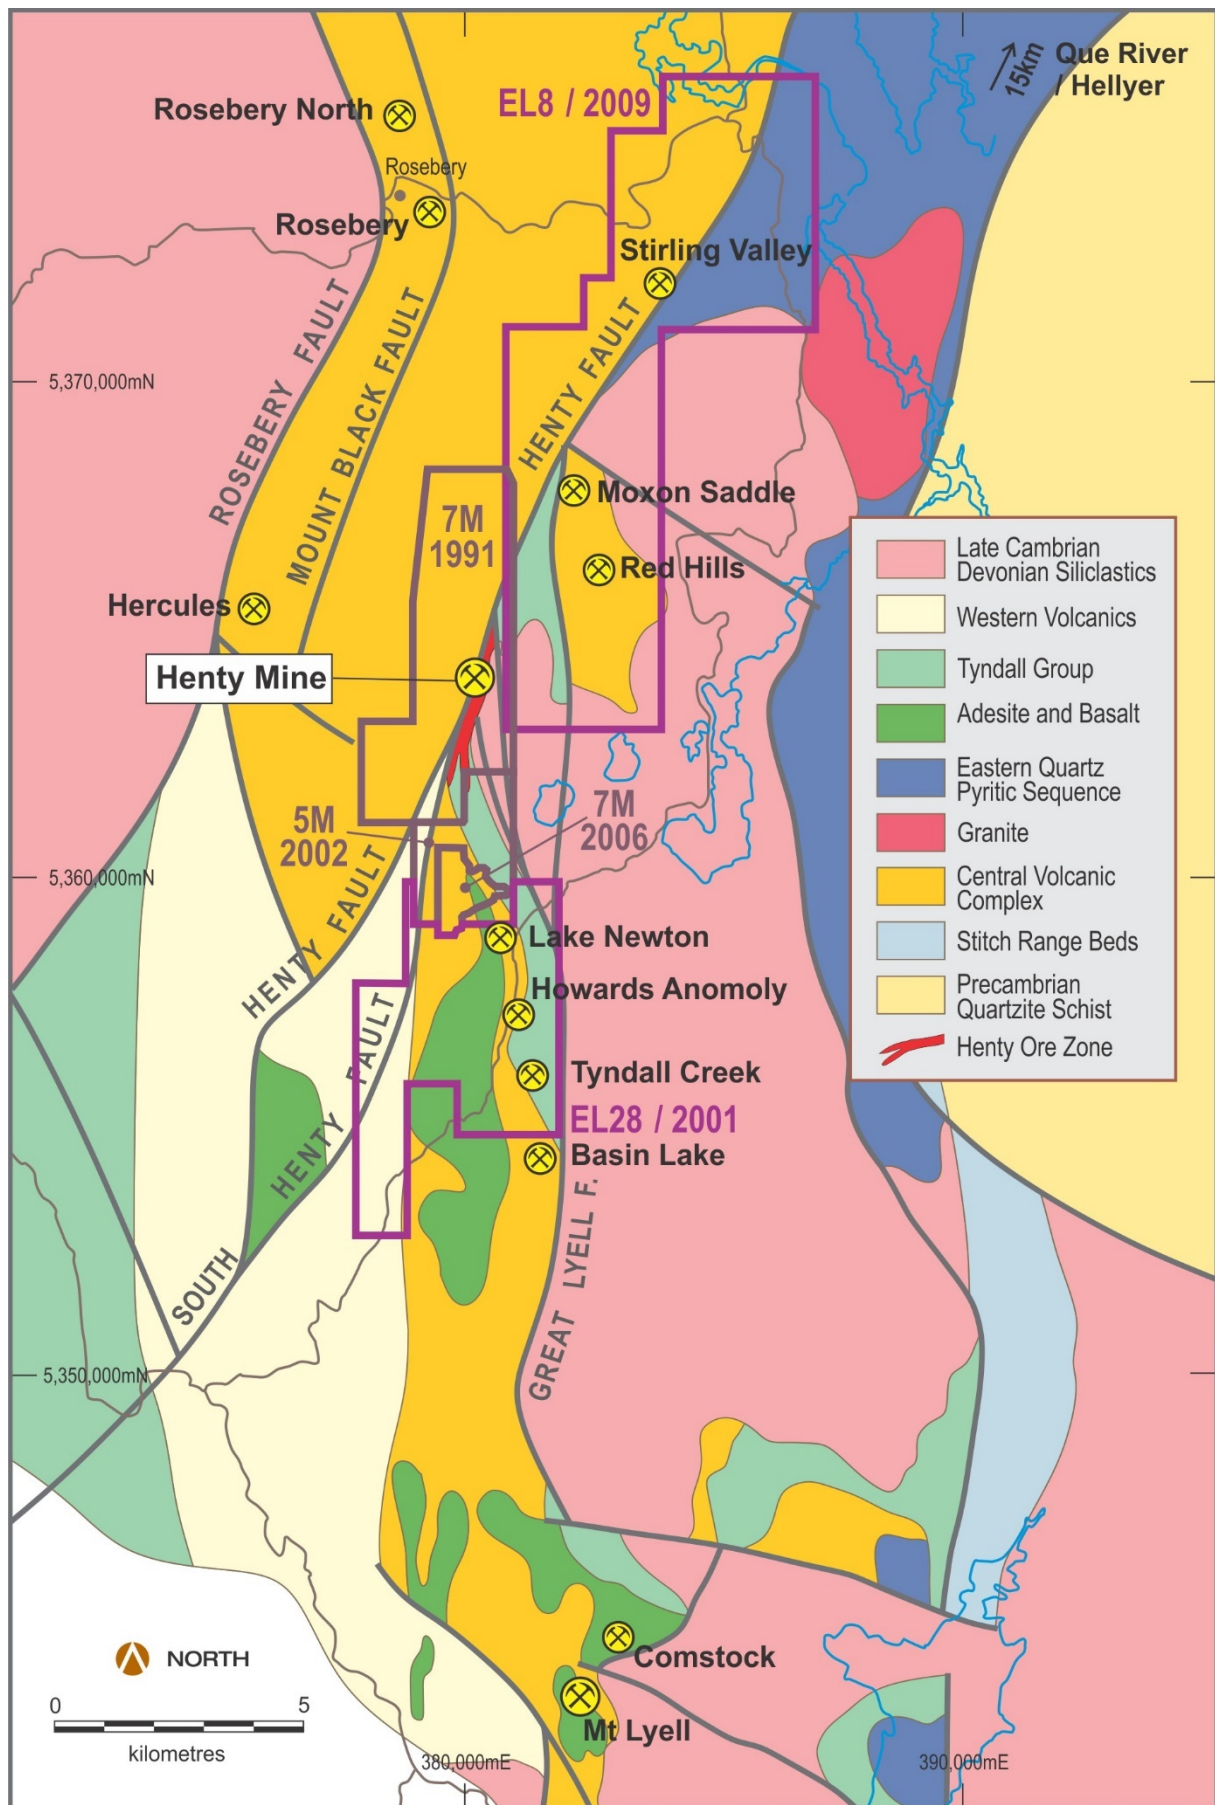 Que River
/ Hellyer
15km
EL8 / 2009
Rosebery North
Rosebery
Rosebery
Stirling Valley
ROSEBERY FAULT
MOUNT BLACK FAULT
HENTY FAULT
5,370,000mN
Moxon Saddle
7M
1991
Red Hills
Hercules
Henty Mine
5M
2002
7M
2006
5,360,000mN
HENTY FAULT
Lake Newton
Howards Anomoly
Tyndall Creek
EL28 / 2001
Basin Lake
SOUTH HENTY FAULT
GREAT LYELL F.
5,350,000mN
Comstock
Mt Lyell
Late Cambrian
Devonian Siliclastics
Western Volcanics
Tyndall Group
Adesite and Basalt
Eastern Quartz
Pyritic Sequence
Granite
Central Volcanic
Complex
Stitch Range Beds
Precambrian
Quartzite Schist
Henty Ore Zone
NORTH
0 5
kilometres
380,000mE
390,000mE